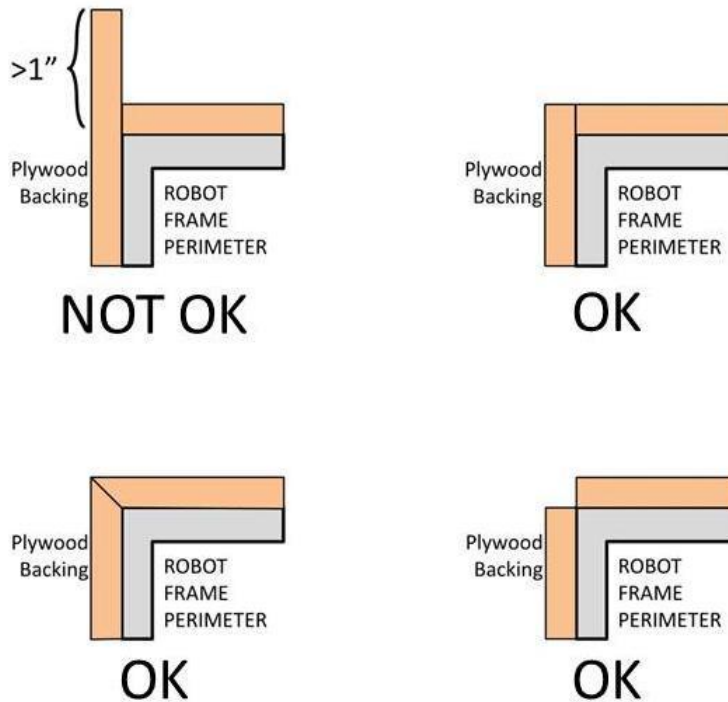 >1”
Plywood
Backing
ROBOT
FRAME
PERIMETER
NOT OK
Plywood
Backing
ROBOT
FRAME
PERIMETER
OK
Plywood
Backing
ROBOT
FRAME
PERIMETER
OK
Plywood
Backing
ROBOT
FRAME
PERIMETER
OK